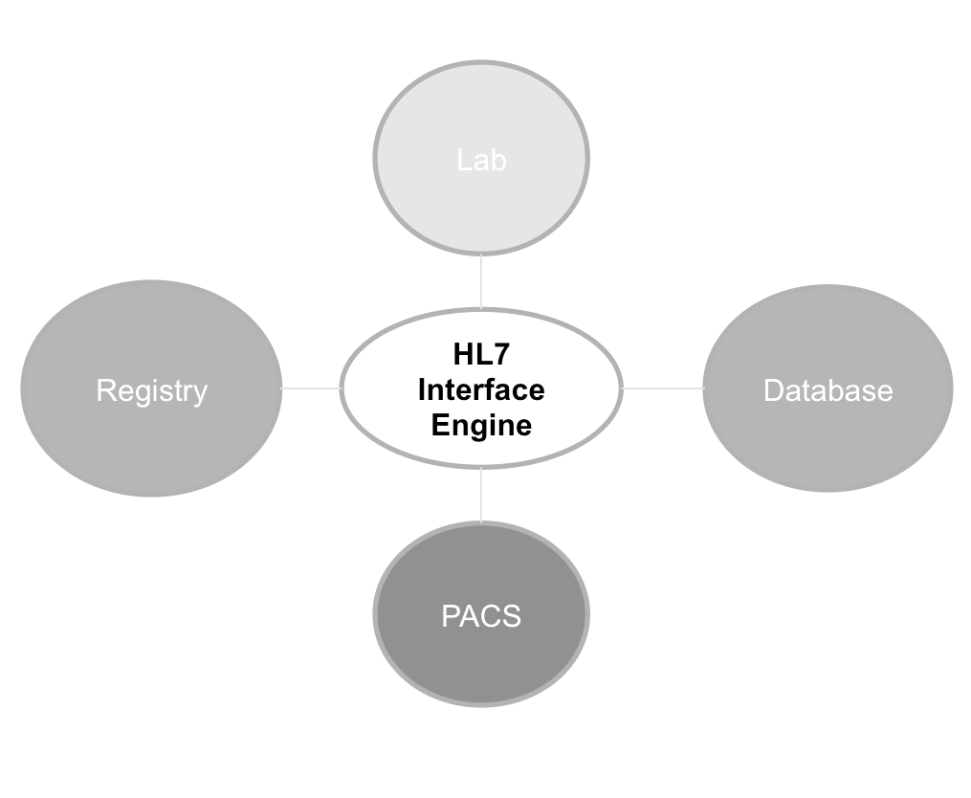 Lab
HL7
Interface
Engine
Registry
Database
PACS